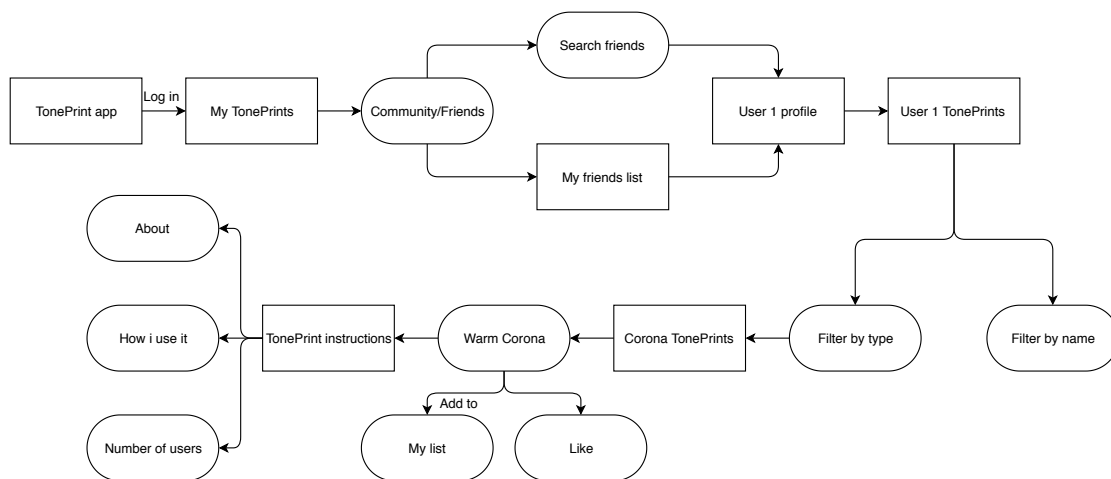 Search friends
TonePrint app
Log in
My TonePrints
Community/Friends
User 1 profile
User 1 TonePrints
My friends list
About
How i use it
TonePrint instructions
Warm Corona
Corona TonePrints
Filter by type
Filter by name
Add to
Number of users
My list
Like